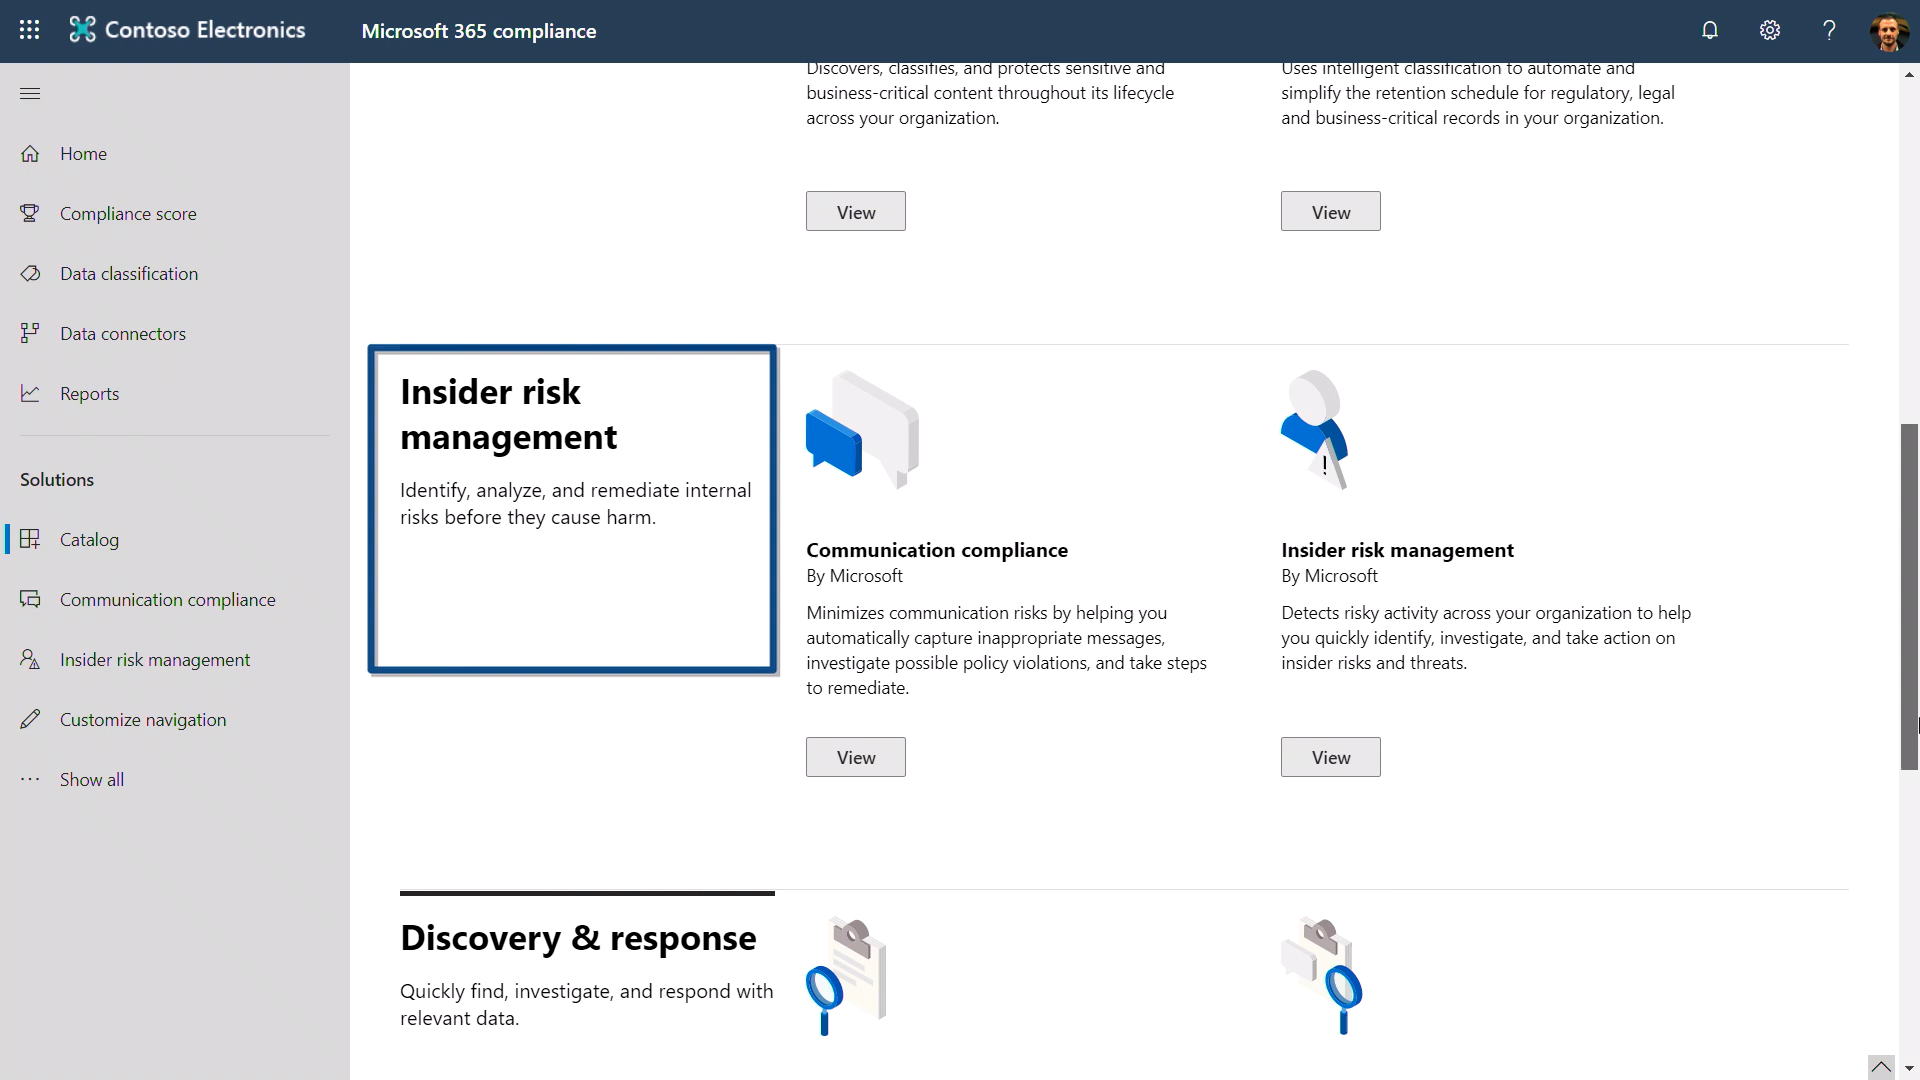 Contoso Electronics
Microsoft 365 compliance
?
Home
Compliance score
Data classification
Data connectors
Reports
Solutions
Catalog
Communication compliance
Insider risk management
Customize navigation
Show all
Discovers, classifies, and protects sensitive and
business-critical content throughout its lifecycle
across your organization.
View
Uses intelligent classification to automate and
simplify the retention schedule for regulatory, legal
and business-critical records in your organization.
View
Insider risk
management
Identify, analyze, and remediate internal
risks before they cause harm.
Communication compliance
By Microsoft
Minimizes communication risks by helping you
automatically capture inappropriate messages,
investigate possible policy violations, and take steps
to remediate.
View
!
Insider risk management
By Microsoft
Detects risky activity across your organization to help
you quickly identify, investigate, and take action on
insider risks and threats.
View
Discovery & response
Quickly find, investigate, and respond with
relevant data.